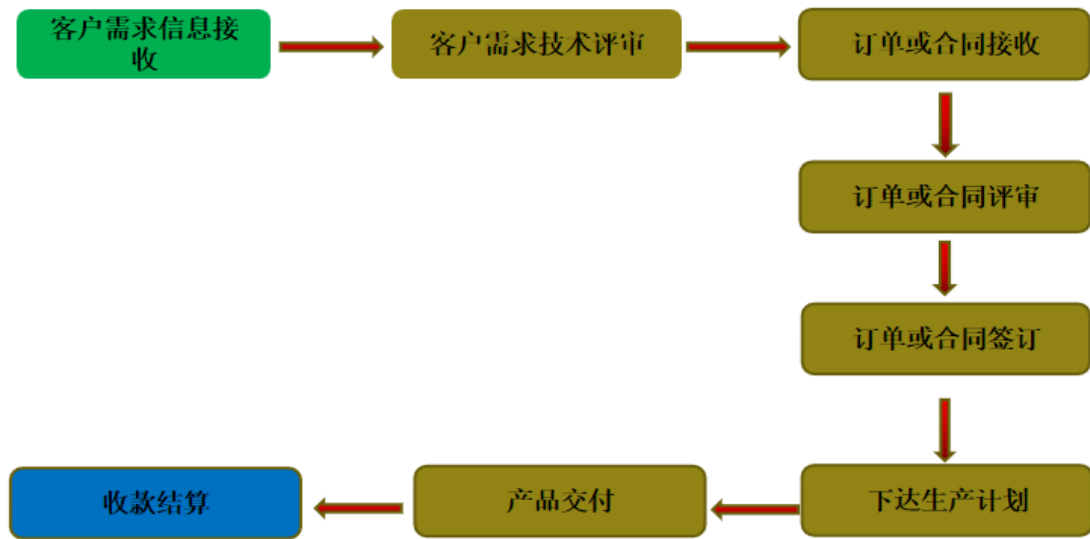 客户需求信息接
收
客户需求技术评审
订单或合同接收
订单或合同评审
订单或合同签订
下达生产计划
产品交付
收款结算